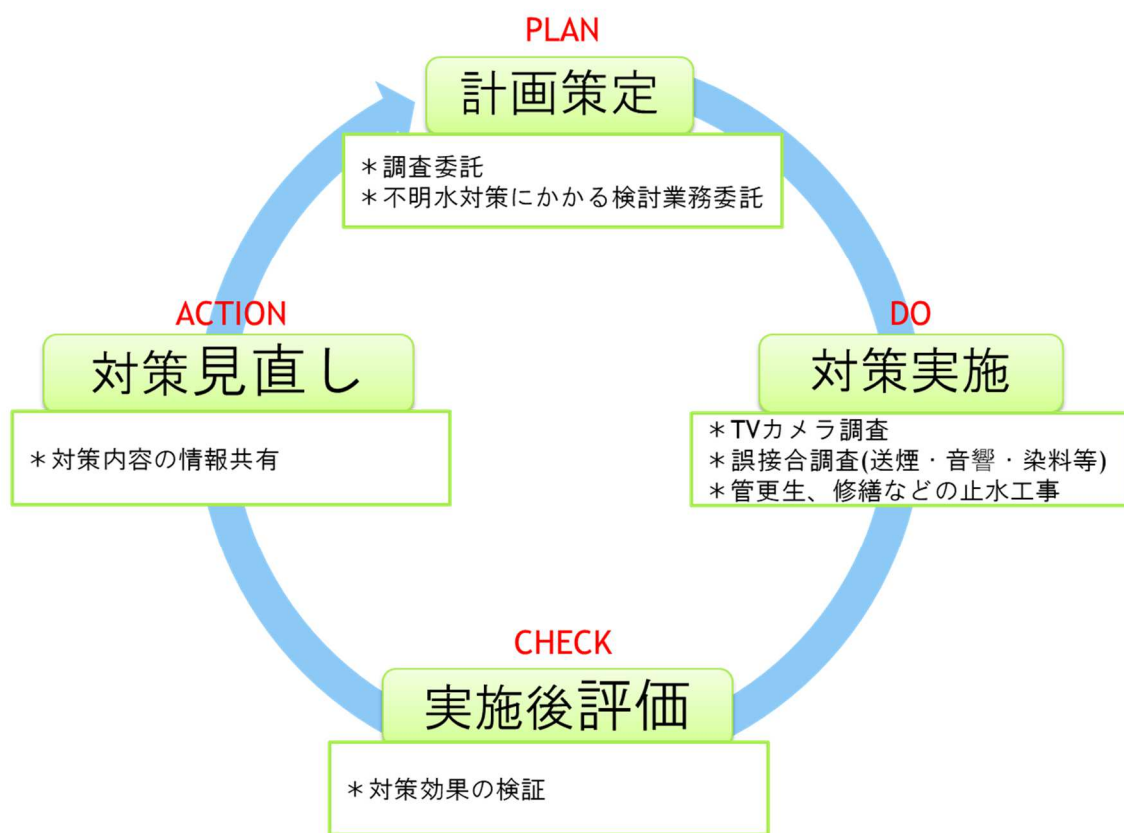 PLAN
計画策定
＊調査委託
＊不明水対策にかかる検討業務委託
DO
対策実施
＊TVカメラ調査
＊誤接合調査(送煙・音響・染料等)
＊管更生、修繕などの止水工事
CHECK
実施後評価
＊対策効果の検証
ACTION
対策見直し
＊対策内容の情報共有